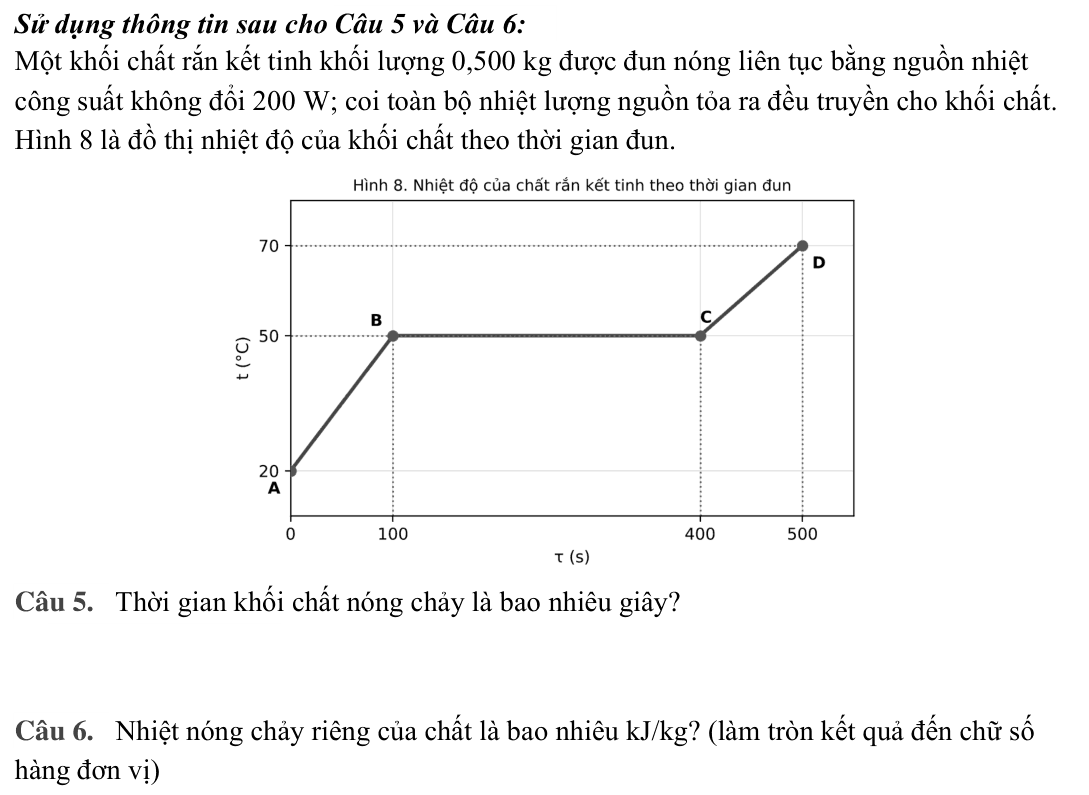 Sử dụng thông tin sau cho Câu 5 và Câu 6:
Một khối chất rắn kết tinh khối lượng 0,500 kg được đun nóng liên tục bằng nguồn nhiệt
công suất không đổi 200 W; coi toàn bộ nhiệt lượng nguồn tỏa ra đều truyền cho khối chất.
Hình 8 là đồ thị nhiệt độ của khối chất theo thời gian đun.
Hình 8. Nhiệt độ của chất rắn kết tinh theo thời gian đun
70
D
B
C
50
t (°C)
20
A
0 100 400 500
τ (s)
Câu 5. Thời gian khối chất nóng chảy là bao nhiêu giây?
Câu 6. Nhiệt nóng chảy riêng của chất là bao nhiêu kJ/kg? (làm tròn kết quả đến chữ số
hàng đơn vị)